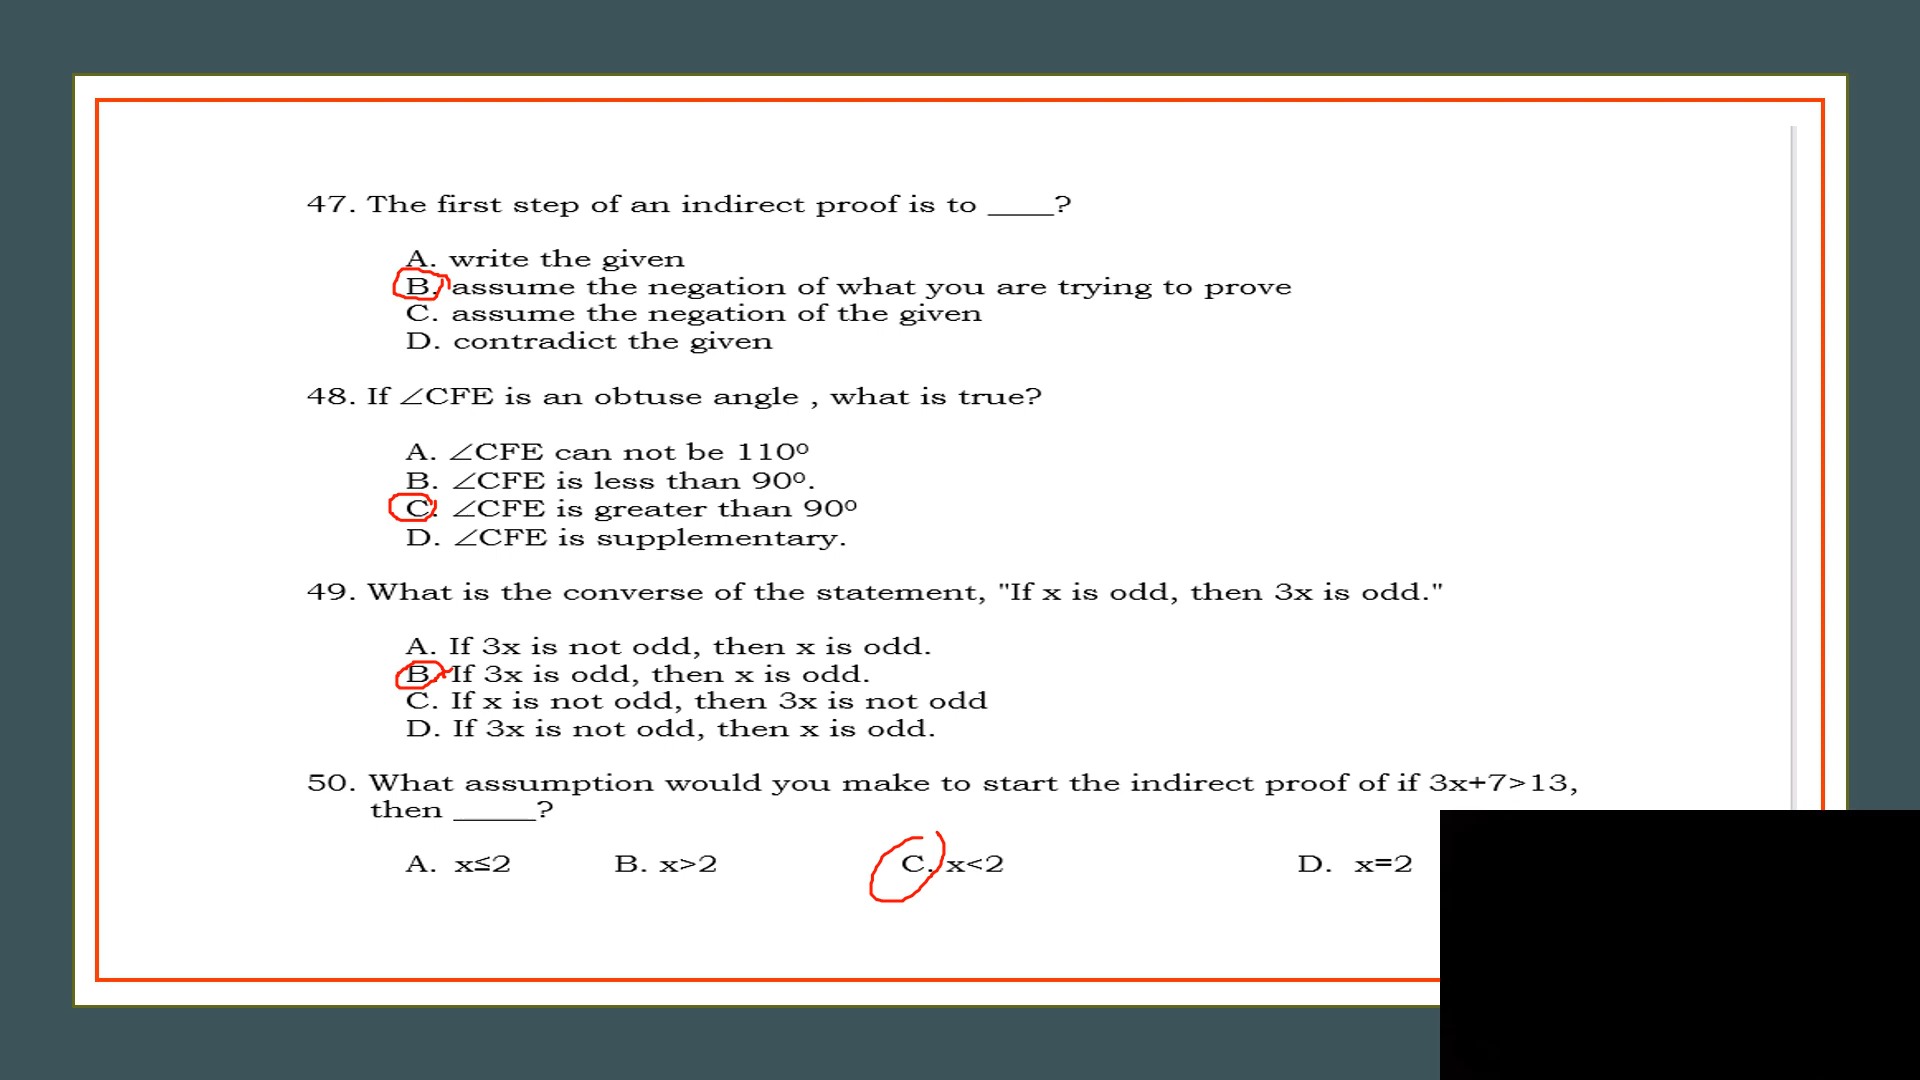 47. The first step of an indirect proof is to ____?
A. write the given
B. assume the negation of what you are trying to prove
C. assume the negation of the given
D. contradict the given
48. If ∠CFE is an obtuse angle , what is true?
A. ∠CFE can not be 110º
B. ∠CFE is less than 90º.
C. ∠CFE is greater than 90º
D. ∠CFE is supplementary.
49. What is the converse of the statement, "If x is odd, then 3x is odd."
A. If 3x is not odd, then x is odd.
B. If 3x is odd, then x is odd.
C. If x is not odd, then 3x is not odd
D. If 3x is not odd, then x is odd.
50. What assumption would you make to start the indirect proof of if 3x+7>13,
then _____?
A. x≤2 B. x>2 C. x<2 D. x=2